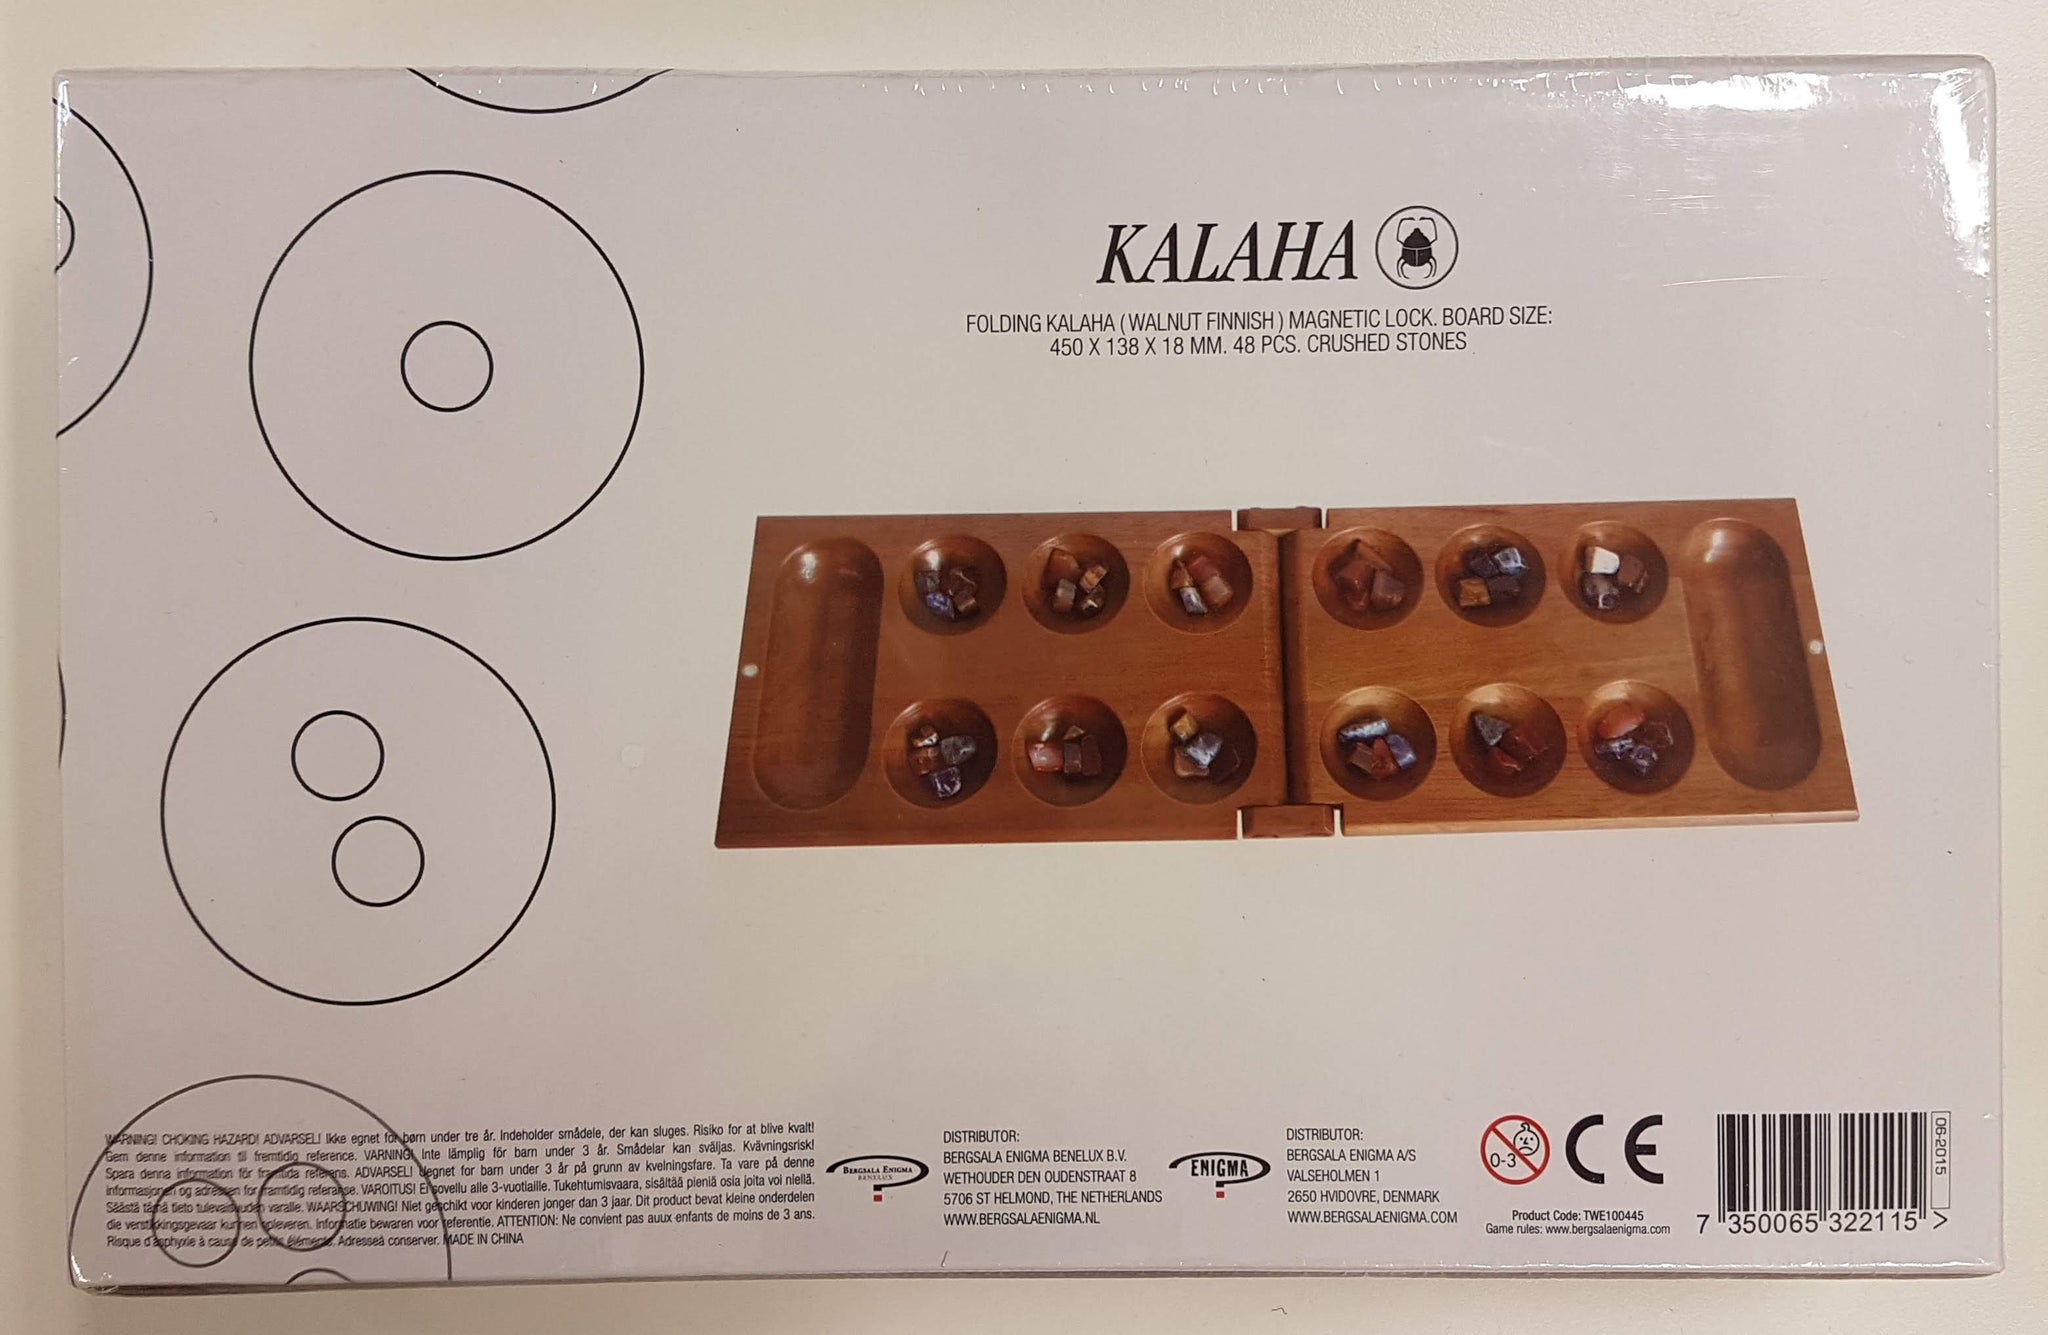 KALAHA
FOLDING KALAHA (WALNUT FINNISH) MAGNETIC LOCK. BOARD SIZE:
450 X 138 X 18 MM. 48 PCS. CRUSHED STONES
WARNING! CHOKING HAZARD! ADVARSEL! Ikke egnet for børn under tre år. Indeholder smådele, der kan sluges. Risiko for at blive kvalt!
Gem denne information til fremtidig reference. VARNING! Inte lämplig för barn under 3 år. Smådelar kan sväljas. Kvävningsrisk!
Spara denna information för framtida referens. ADVARSEL! Uegnet for barn under 3 år på grunn av kvelningsfare. Ta vare på denne
informasjonen og adressen for framtidig referanse. VAROITUS! Ei sovellu alle 3-vuotiaille. Tukehtumisvaara, sisältää pieniä osia joita voi niellä.
Säästä tämä tieto tulevaisuuden varalle. WAARSCHUWING! Niet geschikt voor kinderen jonger dan 3 jaar. Dit product bevat kleine onderdelen
die verstikkingsgevaar kunnen opleveren. Informatie bewaren voor referentie. ATTENTION: Ne convient pas auux enfants de moins de 3 ans.
Risque d'asphyxie à cause de petits éléments. Adresseà conserver. MADE IN CHINA
BERGSALA ENIGMA
BENELUX
DISTRIBUTOR:
BERGSALA ENIGMA BENELUX B.V.
WETHOUDER DEN OUDENSTRAAT 8
5706 ST HELMOND, THE NETHERLANDS
WWW.BERGSALAENIGMA.NL
ENIGMA
DISTRIBUTOR:
BERGSALA ENIGMA A/S
VALSEHOLMEN 1
2650 HVIDOVRE, DENMARK
WWW.BERGSALAENIGMA.COM
0-3
CE
Product Code: TWE100445
Game rules: www.bergsalaenigma.com
7 350065 322115 >
06-2015